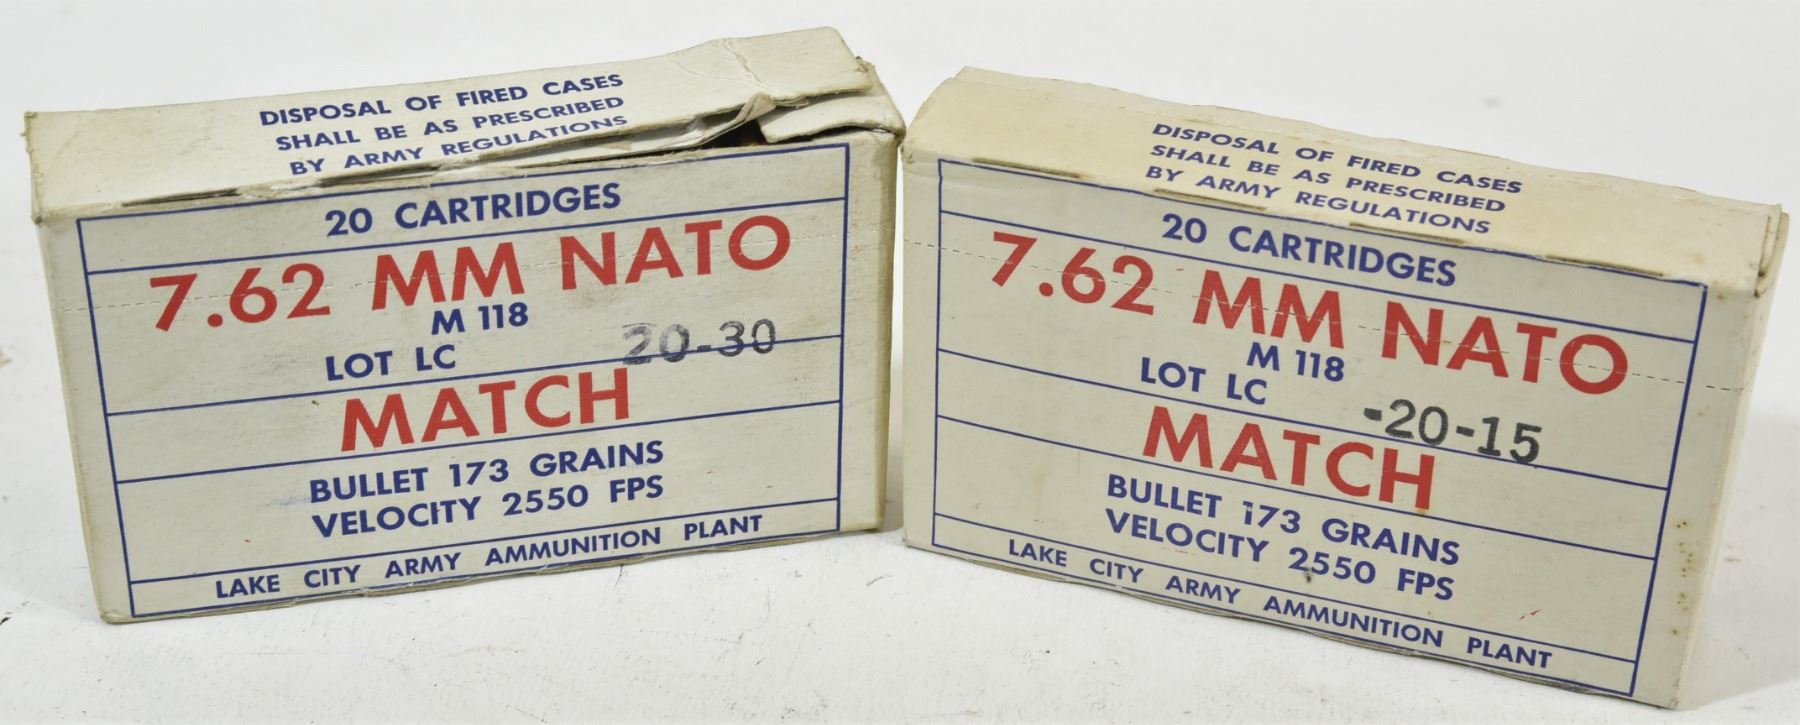 DISPOSAL OF FIRED CASES
SHALL BE AS PRESCRIBED
BY ARMY REGULATIONS
20 CARTRIDGES
7.62 MM NATO
M 118
LOT LC 20-30
MATCH
BULLET 173 GRAINS
VELOCITY 2550 FPS
LAKE CITY ARMY AMMUNITION PLANT
DISPOSAL OF FIRED CASES
SHALL BE AS PRESCRIBED
BY ARMY REGULATIONS
20 CARTRIDGES
7.62 MM NATO
M 118
LOT LC -20-15
MATCH
BULLET 173 GRAINS
VELOCITY 2550 FPS
LAKE CITY ARMY AMMUNITION PLANT